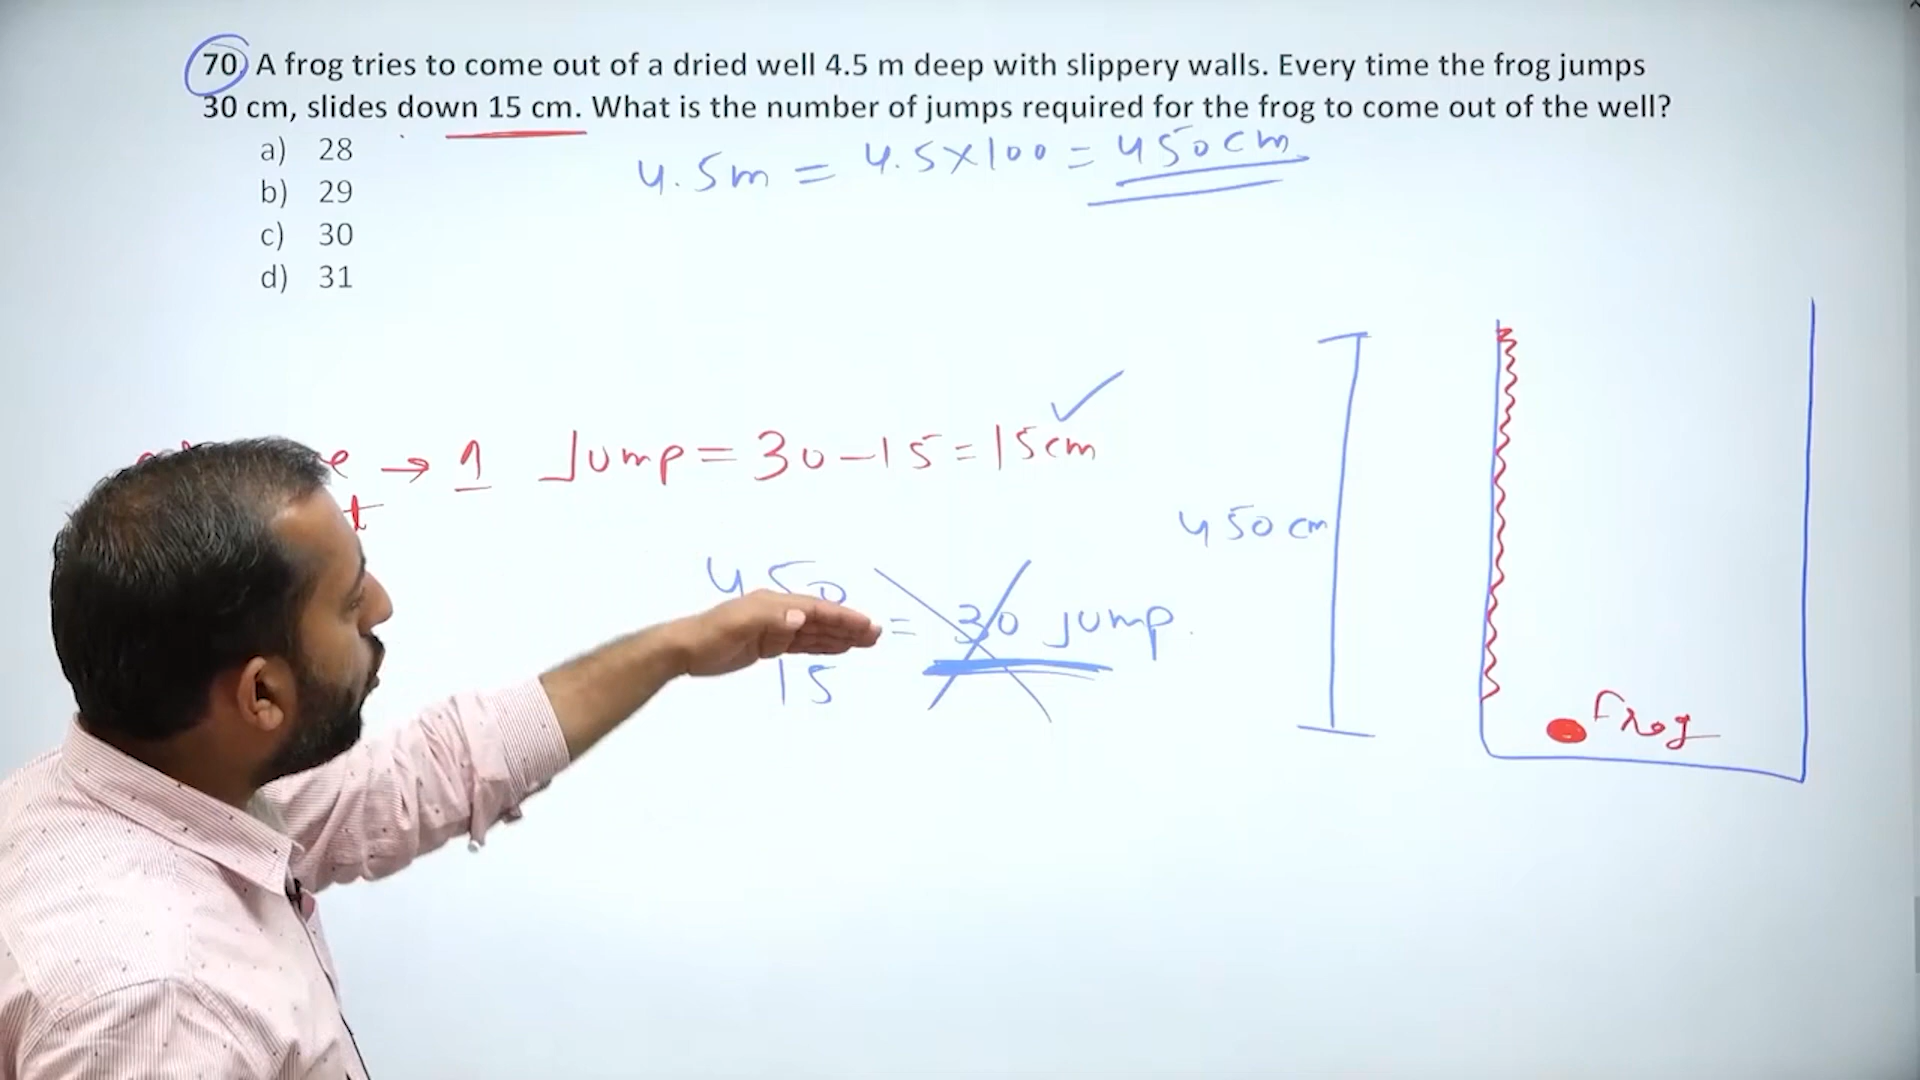 70. A frog tries to come out of a dried well 4.5 m deep with slippery walls. Every time the frog jumps
30 cm, slides down 15 cm. What is the number of jumps required for the frog to come out of the well?
a) 28
b) 29
c) 30
d) 31
4.5m = 4.5×100 = 450cm
→ 1 Jump = 30-15 = 15cm
450 cm
450
= 30 jump.
15
frog